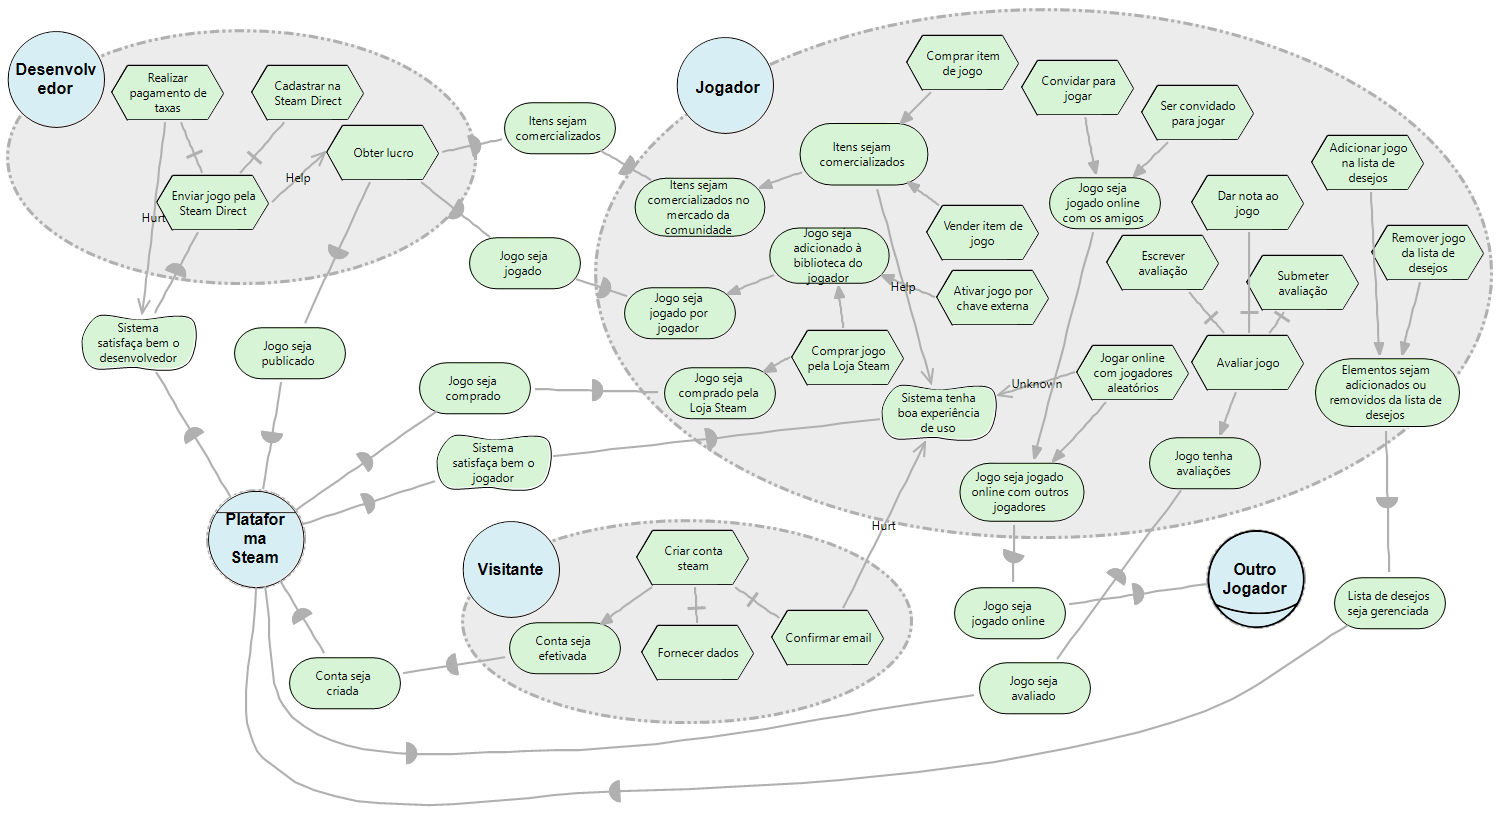 Desenvolv
edor
Realizar
pagamento de
taxas
Cadastrar na
Steam Direct
Obter lucro
Help
Enviar jogo pela
Steam Direct
Hurt
Sistema
satisfaça bem o
desenvolvedor
Jogo seja
publicado
Itens sejam
comercializados
Jogo seja
jogado
Jogo seja
comprado
Sistema
satisfaça bem o
jogador
Platafor
ma
Steam
Conta seja
criada
Jogador
Comprar item
de jogo
Convidar para
jogar
Ser convidado
para jogar
Itens sejam
comercializados
Itens sejam
comercializados no
mercado da
comunidade
Jogo seja
jogado online
com os amigos
Vender item de
jogo
Jogo seja
adicionado à
biblioteca do
jogador
Help
Ativar jogo por
chave externa
Jogo seja
jogado por
jogador
Comprar jogo
pela Loja Steam
Jogo seja
comprado pela
Loja Steam
Sistema tenha
boa experiência
de uso
Unknown
Jogar online
com jogadores
aleatórios
Adicionar jogo
na lista de
desejos
Dar nota ao
jogo
Remover jogo
da lista de
desejos
Escrever
avaliação
Submeter
avaliação
Avaliar jogo
Elementos sejam
adicionados ou
removidos da lista de
desejos
Jogo tenha
avaliações
Jogo seja jogado
online com outros
jogadores
Hurt
Visitante
Criar conta
steam
Conta seja
efetivada
Fornecer dados
Confirmar email
Jogo seja
jogado online
Outro
Jogador
Lista de desejos
seja gerenciada
Jogo seja
avaliado